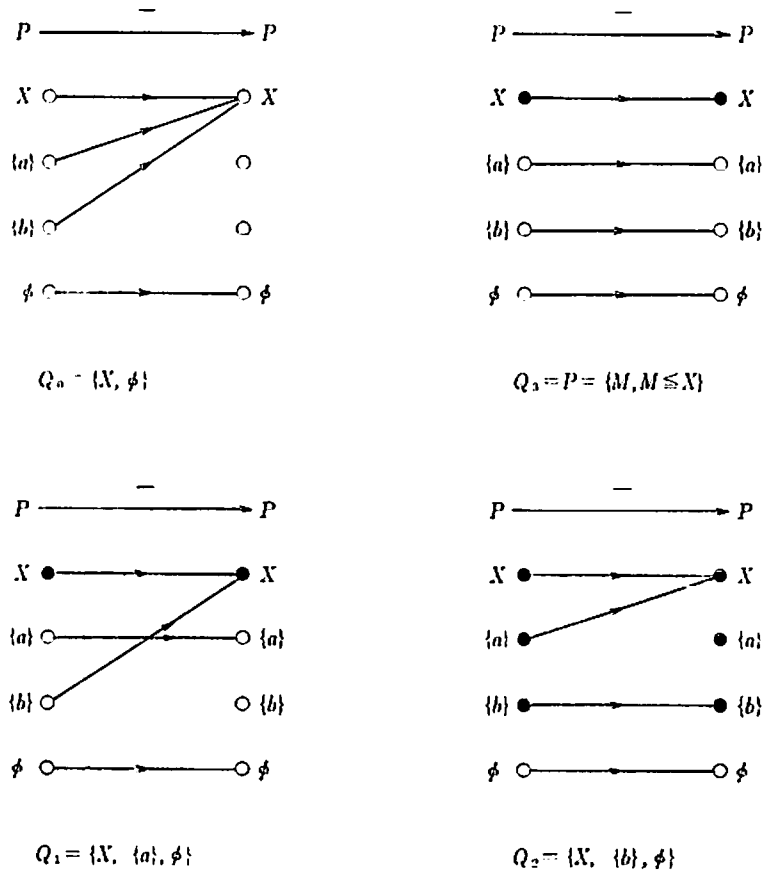 — —
P P P P
X X X X
{a} {a} {a}
{b} {b} {b}
ϕ ϕ ϕ ϕ
Q₀ = {X, ϕ} Q₃ = P = {M, M ≦ X}
— —
P P P P
X X X X
{a} {a} {a} {a}
{b} {b} {b} {b}
ϕ ϕ ϕ ϕ
Q₁ = {X, {a}, ϕ} Q₂ = {X, {b}, ϕ}